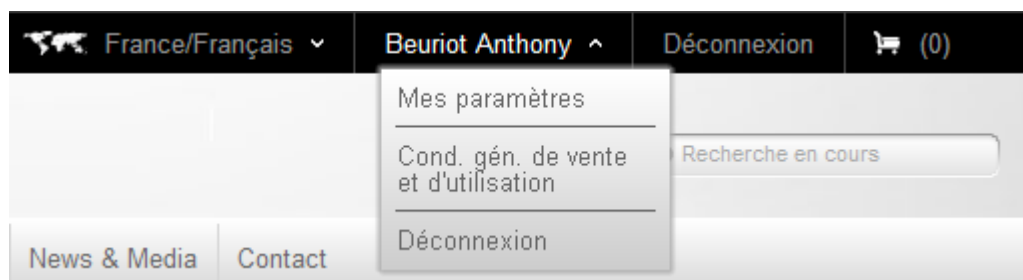 France/Français
Beuriot Anthony
Déconnexion
(0)
Mes paramètres
Cond. gén. de vente
et d'utilisation
Déconnexion
Recherche en cours
News & Media
Contact